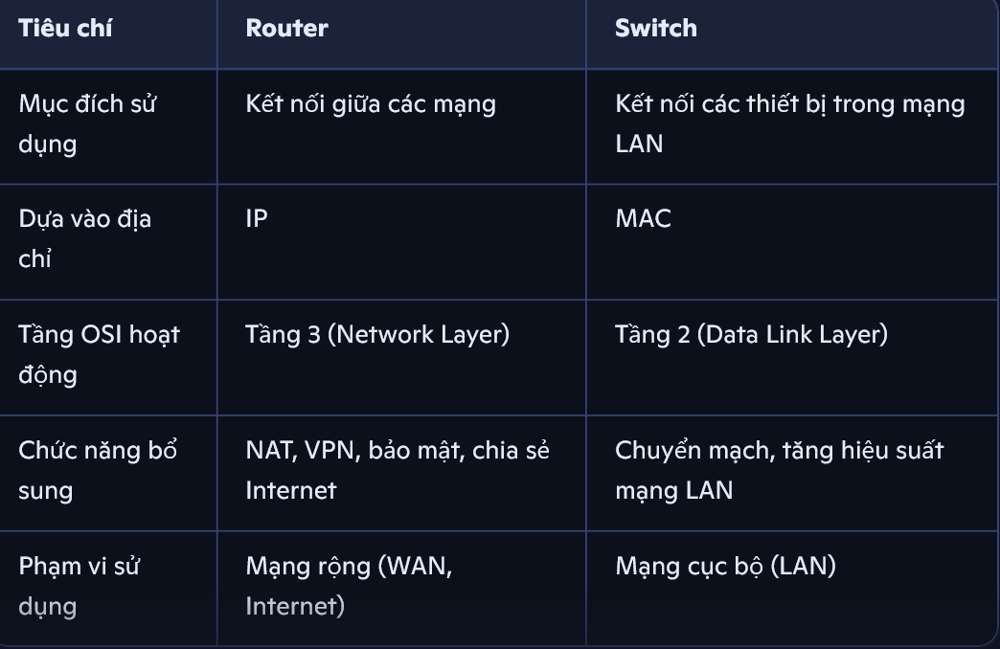 Tiêu chí Router Switch
Mục đích sử Kết nối giữa các mạng Kết nối các thiết bị trong mạng
dụng LAN
Dựa vào địa IP MAC
chỉ
Tầng OSI hoạt Tầng 3 (Network Layer) Tầng 2 (Data Link Layer)
động
Chức năng bổ NAT, VPN, bảo mật, chia sẻ Chuyển mạch, tăng hiệu suất
sung Internet mạng LAN
Phạm vi sử Mạng rộng (WAN, Mạng cục bộ (LAN)
dụng Internet)